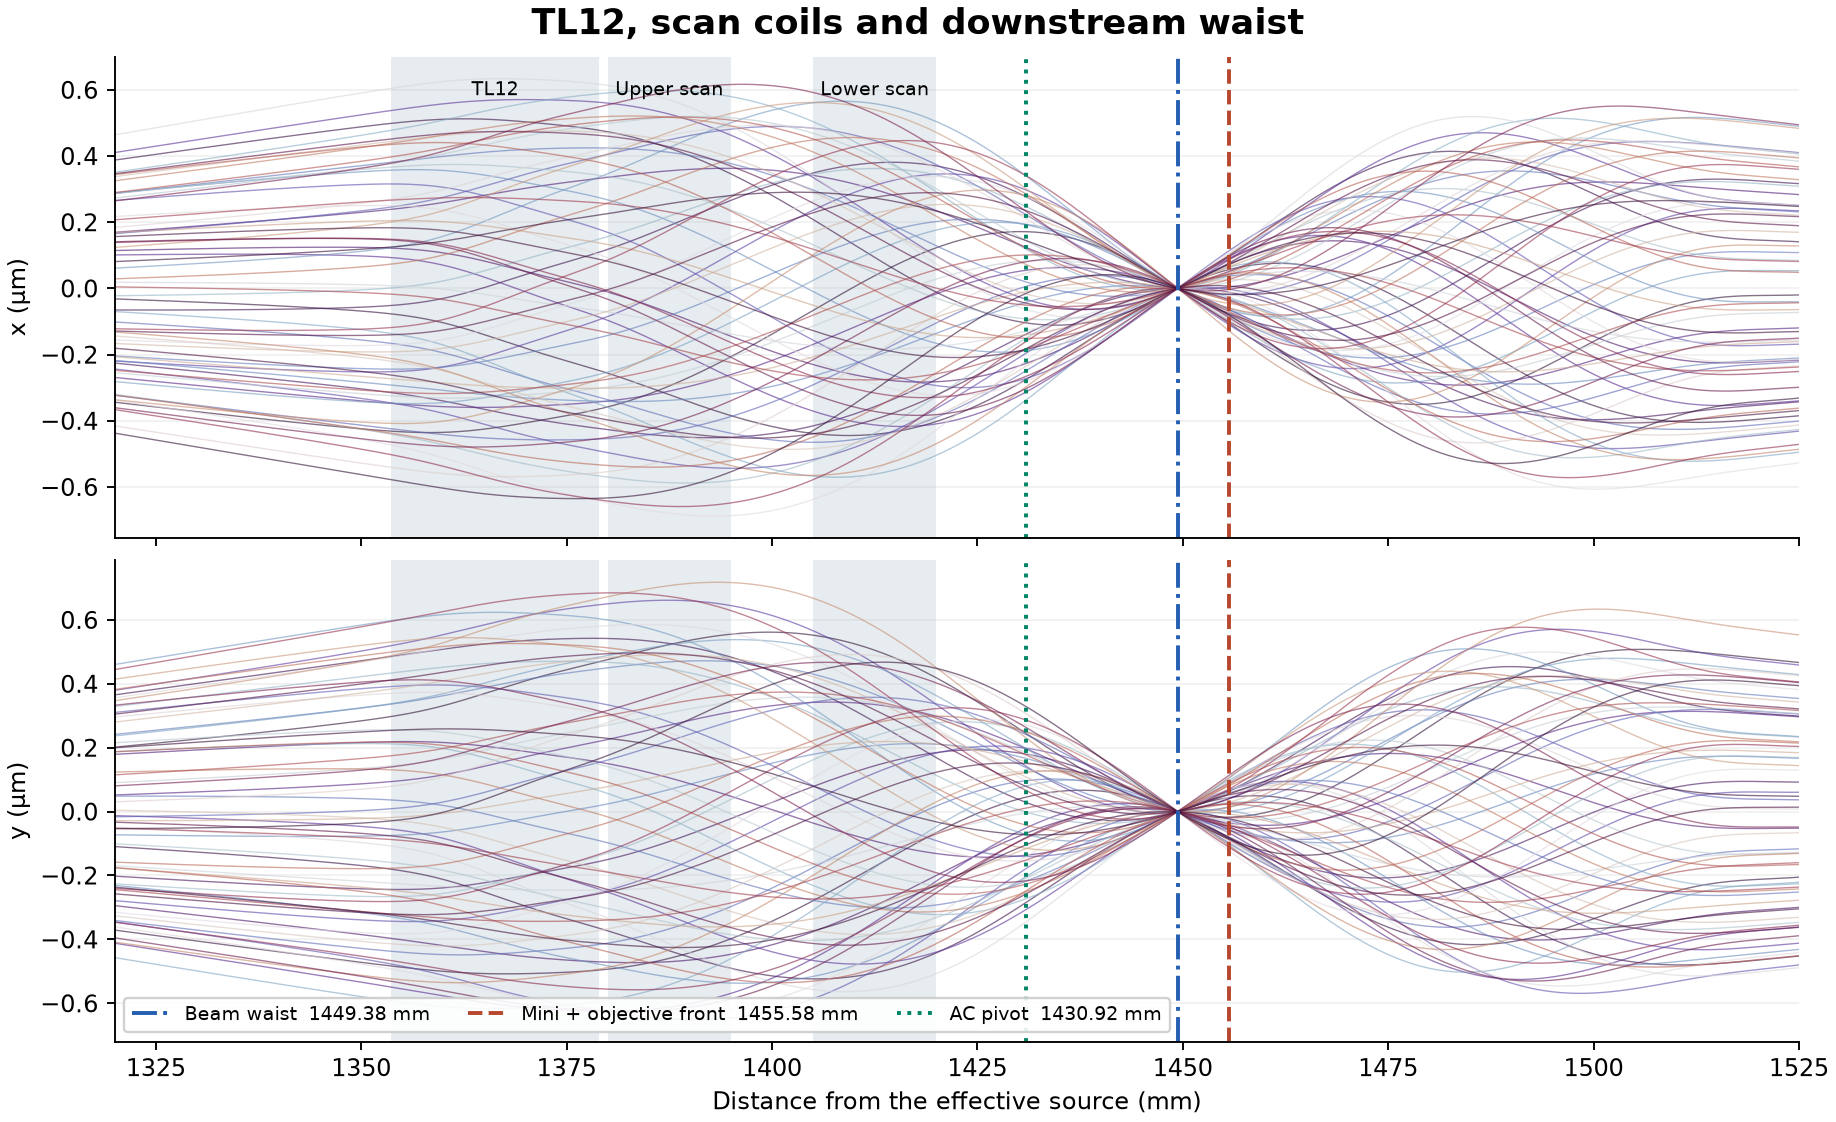 TL12, scan coils and downstream waist
TL12 Upper scan Lower scan
0.6
0.4
0.2
0.0
−0.2
−0.4
−0.6
x (μm)
0.6
0.4
0.2
0.0
−0.2
−0.4
−0.6
y (μm)
Beam waist 1449.38 mm Mini + objective front 1455.58 mm AC pivot 1430.92 mm
1325 1350 1375 1400 1425 1450 1475 1500 1525
Distance from the effective source (mm)